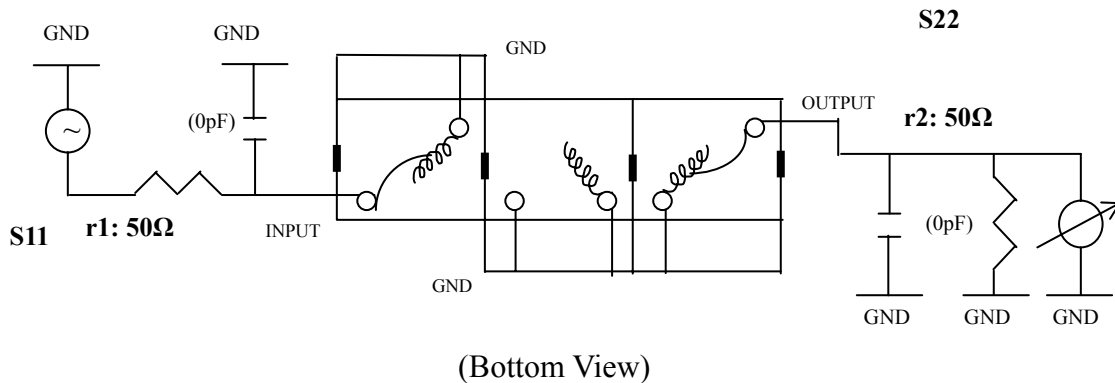 S22
GND
GND
GND
OUTPUT
r2: 50Ω
(0pF)
~
INPUT
r1: 50Ω
S11
(0pF)
GND
GND
GND
GND
(Bottom View)